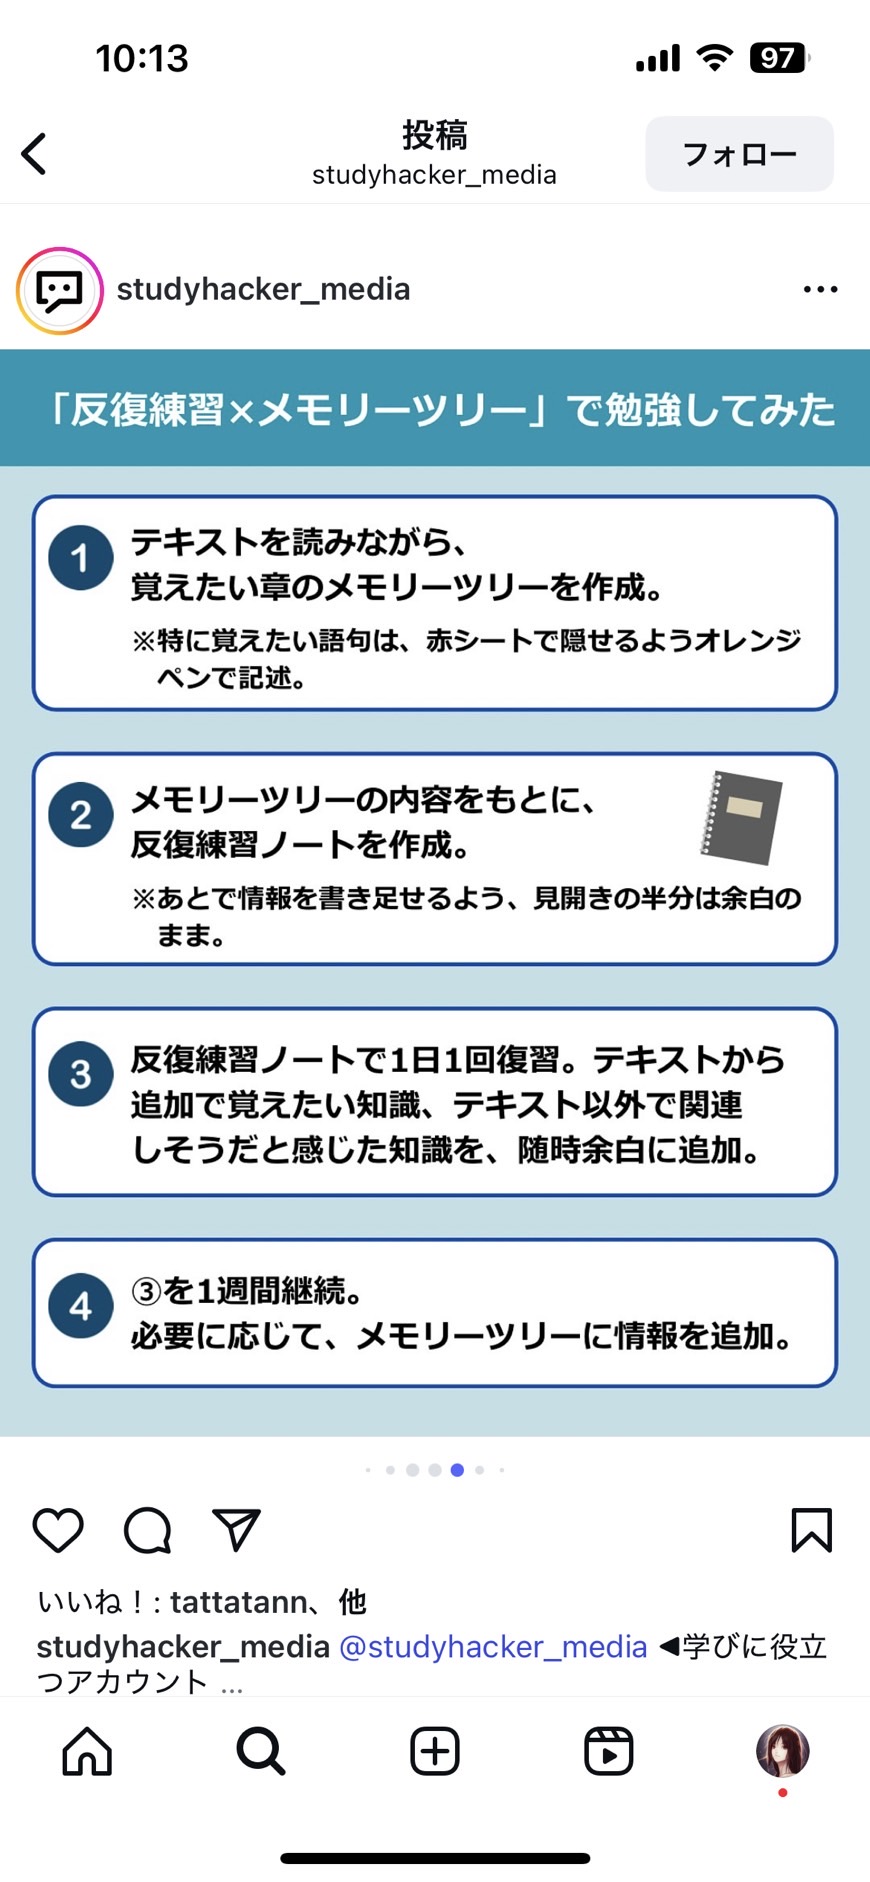 10:13
97
投稿
studyhacker_media
フォロー
studyhacker_media
「反復練習×メモリーツリー」で勉強してみた
1
テキストを読みながら、
覚えたい章のメモリーツリーを作成。
※特に覚えたい語句は、赤シートで隠せるようオレンジ
ペンで記述。
2
メモリーツリーの内容をもとに、
反復練習ノートを作成。
※あとで情報を書き足せるよう、見開きの半分は余白の
まま。
3
反復練習ノートで1日1回復習。テキストから
追加で覚えたい知識、テキスト以外で関連
しそうだと感じた知識を、随時余白に追加。
4
③を1週間継続。
必要に応じて、メモリーツリーに情報を追加。
いいね！: tattatann、他
studyhacker_media @studyhacker_media ◀学びに役立
つアカウント ...